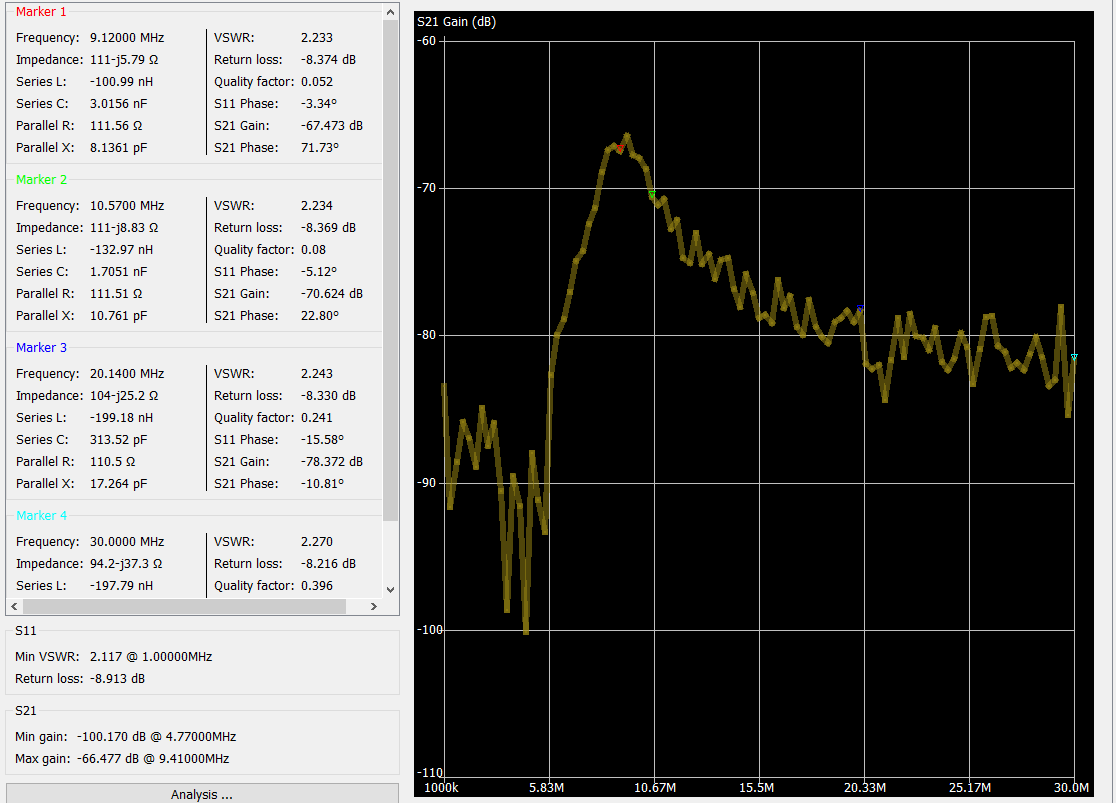 Marker 1
Frequency: 9.12000 MHz VSWR: 2.233
Impedance: 111-j5.79 Ω Return loss: -8.374 dB
Series L: -100.99 nH Quality factor: 0.052
Series C: 3.0156 nF S11 Phase: -3.34°
Parallel R: 111.56 Ω S21 Gain: -67.473 dB
Parallel X: 8.1361 pF S21 Phase: 71.73°
Marker 2
Frequency: 10.5700 MHz VSWR: 2.234
Impedance: 111-j8.83 Ω Return loss: -8.369 dB
Series L: -132.97 nH Quality factor: 0.08
Series C: 1.7051 nF S11 Phase: -5.12°
Parallel R: 111.51 Ω S21 Gain: -70.624 dB
Parallel X: 10.761 pF S21 Phase: 22.80°
Marker 3
Frequency: 20.1400 MHz VSWR: 2.243
Impedance: 104-j25.2 Ω Return loss: -8.330 dB
Series L: -199.18 nH Quality factor: 0.241
Series C: 313.52 pF S11 Phase: -15.58°
Parallel R: 110.5 Ω S21 Gain: -78.372 dB
Parallel X: 17.264 pF S21 Phase: -10.81°
Marker 4
Frequency: 30.0000 MHz VSWR: 2.270
Impedance: 94.2-j37.3 Ω Return loss: -8.216 dB
Series L: -197.79 nH Quality factor: 0.396
S11
Min VSWR: 2.117 @ 1.00000MHz
Return loss: -8.913 dB
S21
Min gain: -100.170 dB @ 4.77000MHz
Max gain: -66.477 dB @ 9.41000MHz
Analysis ...
S21 Gain (dB)
-60
-70
-80
-90
-100
-110
1000k 5.83M 10.67M 15.5M 20.33M 25.17M 30.0M